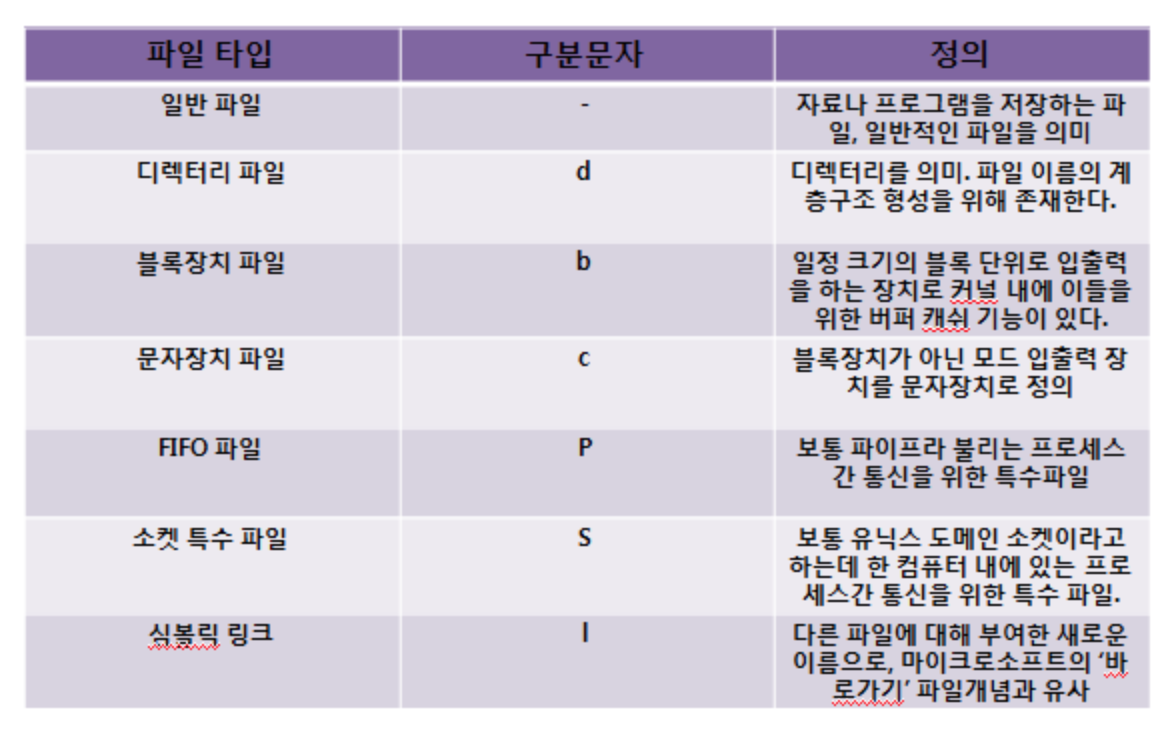 파일 타입 구분문자 정의
일반 파일 - 자료나 프로그램을 저장하는 파
일, 일반적인 파일을 의미
디렉터리 파일 d 디렉터리를 의미. 파일 이름의 계
층구조 형성을 위해 존재한다.
블록장치 파일 b 일정 크기의 블록 단위로 입출력
을 하는 장치로 커널 내에 이들을
위한 버퍼 캐쉬 기능이 있다.
문자장치 파일 c 블록장치가 아닌 모드 입출력 장
치를 문자장치로 정의
FIFO 파일 P 보통 파이프라 불리는 프로세스
간 통신을 위한 특수파일
소켓 특수 파일 S 보통 유닉스 도메인 소켓이라고
하는데 한 컴퓨터 내에 있는 프로
세스간 통신을 위한 특수 파일.
심볼릭 링크 l 다른 파일에 대해 부여한 새로운
이름으로, 마이크로소프트의 ‘바
로가기’ 파일개념과 유사